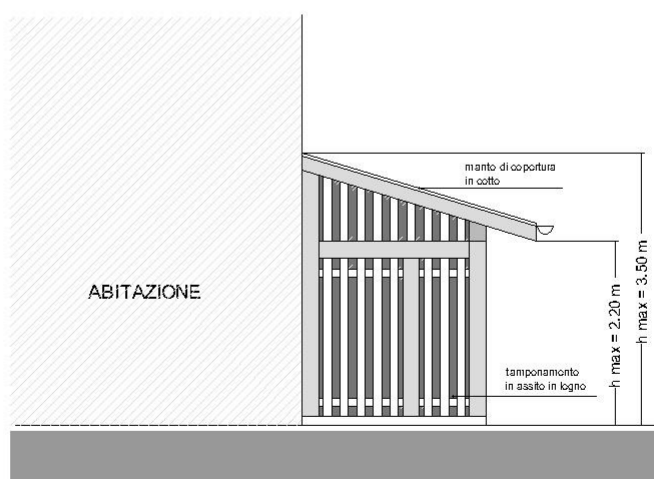 manto di copertura
in cotto
ABITAZIONE
h max = 2.20 m
h max = 3.50 m
tamponamento
in assito in legno